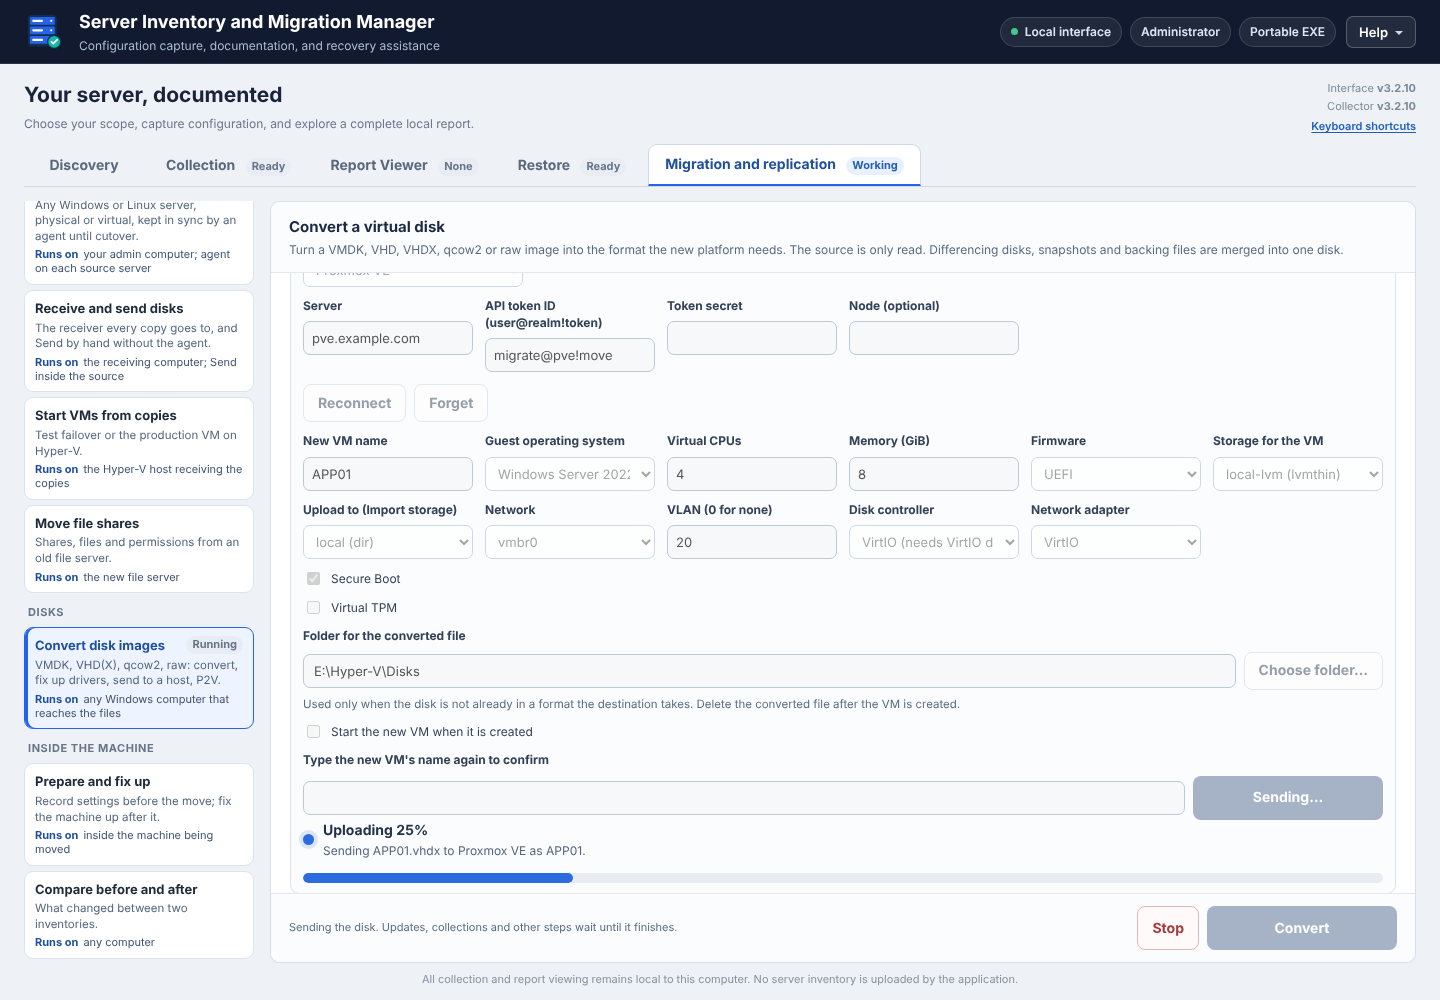 Server Inventory and Migration Manager
Configuration capture, documentation, and recovery assistance
Local interface
Administrator
Portable EXE
Help
Your server, documented
Choose your scope, capture configuration, and explore a complete local report.
Interface v3.2.10
Collector v3.2.10
Keyboard shortcuts
Discovery
Collection Ready
Report Viewer None
Restore Ready
Migration and replication Working
Any Windows or Linux server,
physical or virtual, kept in sync by an
agent until cutover.
Runs on your admin computer; agent
on each source server
Receive and send disks
The receiver every copy goes to, and
Send by hand without the agent.
Runs on the receiving computer; Send
inside the source
Start VMs from copies
Test failover or the production VM on
Hyper-V.
Runs on the Hyper-V host receiving the
copies
Move file shares
Shares, files and permissions from an
old file server.
Runs on the new file server
DISKS
Convert disk images Running
VMDK, VHD(X), qcow2, raw: convert,
fix up drivers, send to a host, P2V.
Runs on any Windows computer that
reaches the files
INSIDE THE MACHINE
Prepare and fix up
Record settings before the move; fix
the machine up after it.
Runs on inside the machine being
moved
Compare before and after
What changed between two
inventories.
Runs on any computer
Convert a virtual disk
Turn a VMDK, VHD, VHDX, qcow2 or raw image into the format the new platform needs. The source is only read. Differencing disks, snapshots and backing files are merged into one disk.
Proxmox VE
Server
API token ID
(user@realm!token)
Token secret
Node (optional)
pve.example.com
migrate@pve!move
Reconnect
Forget
New VM name
Guest operating system
Virtual CPUs
Memory (GiB)
Firmware
Storage for the VM
APP01
Windows Server 2022
4
8
UEFI
local-lvm (lvmthin)
Upload to (Import storage)
Network
VLAN (0 for none)
Disk controller
Network adapter
local (dir)
vmbr0
20
VirtIO (needs VirtIO d
VirtIO
Secure Boot
Virtual TPM
Folder for the converted file
E:\Hyper-V\Disks
Choose folder...
Used only when the disk is not already in a format the destination takes. Delete the converted file after the VM is created.
Start the new VM when it is created
Type the new VM's name again to confirm
Sending...
Uploading 25%
Sending APP01.vhdx to Proxmox VE as APP01.
Sending the disk. Updates, collections and other steps wait until it finishes.
Stop
Convert
All collection and report viewing remains local to this computer. No server inventory is uploaded by the application.